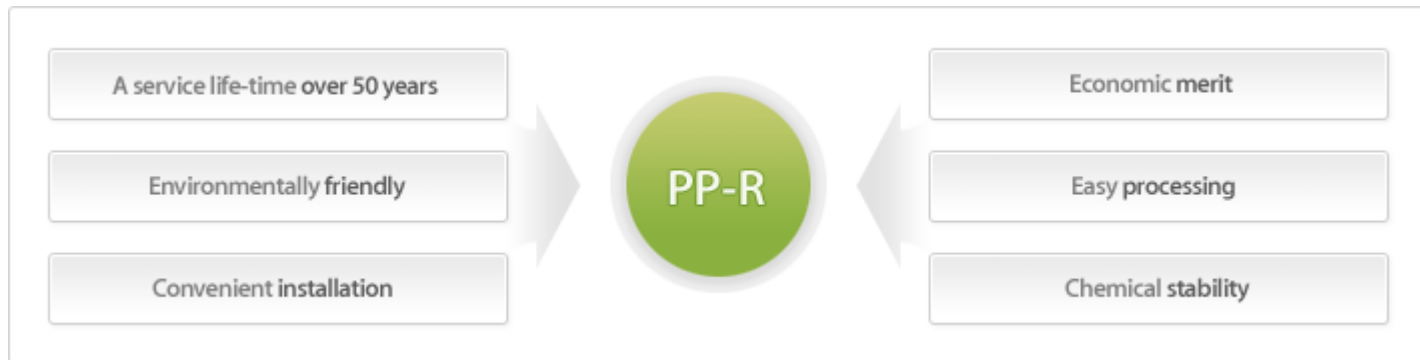 A service life-time over 50 years
Environmentally friendly
Convenient installation
PP-R
Economic merit
Easy processing
Chemical stability